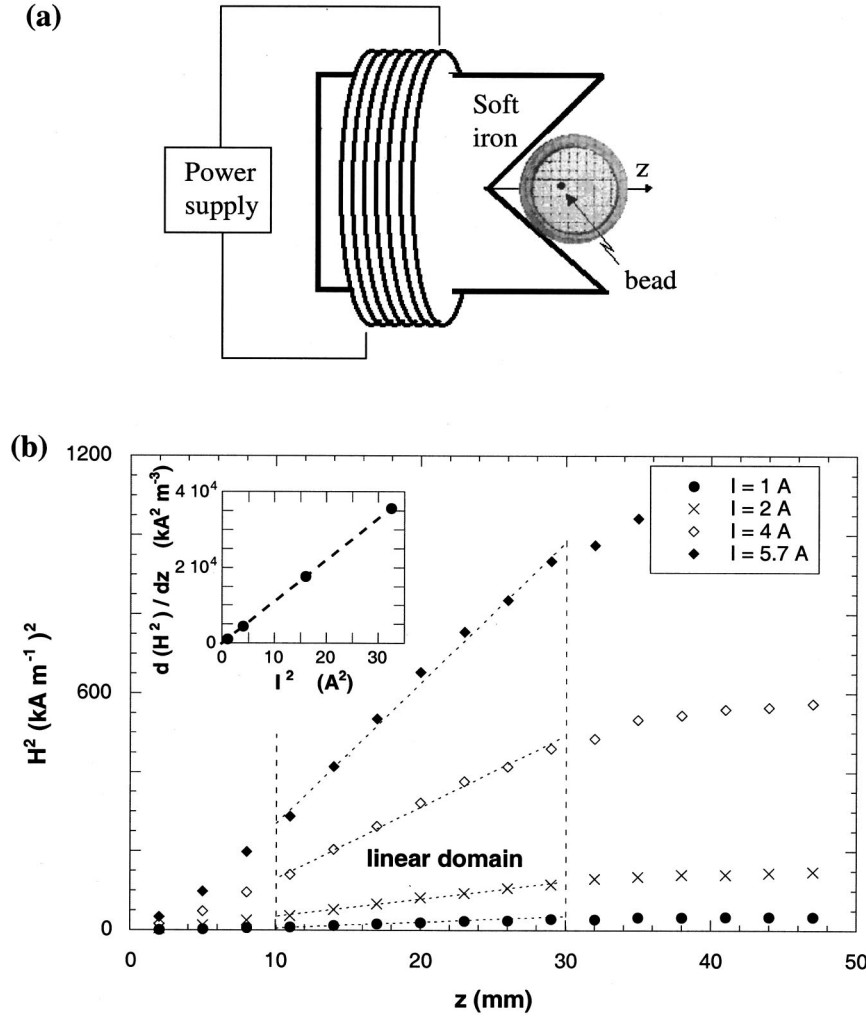 (a)
Power
supply
Soft
iron
z
bead
(b)
H² (kA m⁻¹ )²
1200
600
0
d (H² ) / dz (kA² m⁻³)
4 10⁴
2 10⁴
0
0 10 20 30
I ² (A²)
I = 1 A
I = 2 A
I = 4 A
I = 5.7 A
linear domain
0 10 20 30 40 50
z (mm)